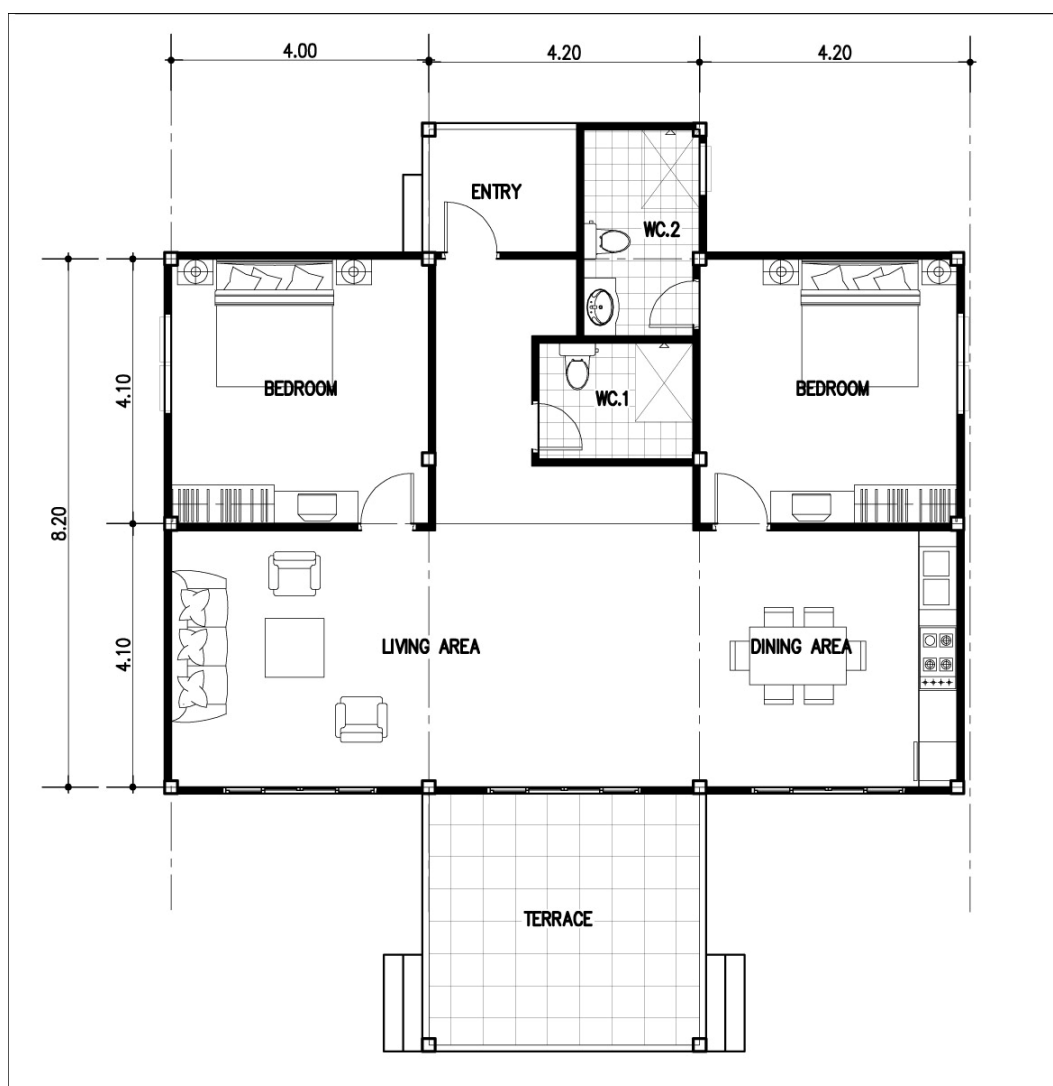 4.00
4.20
4.20
ENTRY
WC.2
BEDROOM
WC.1
BEDROOM
4.10
8.20
4.10
LIVING AREA
DINING AREA
TERRACE